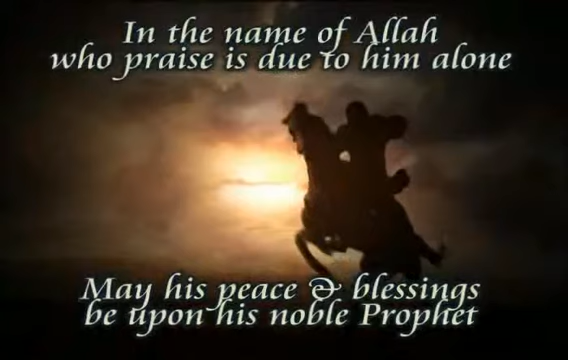 In the name of Allah
who praise is due to him alone
May his peace & blessings
be upon his noble Prophet